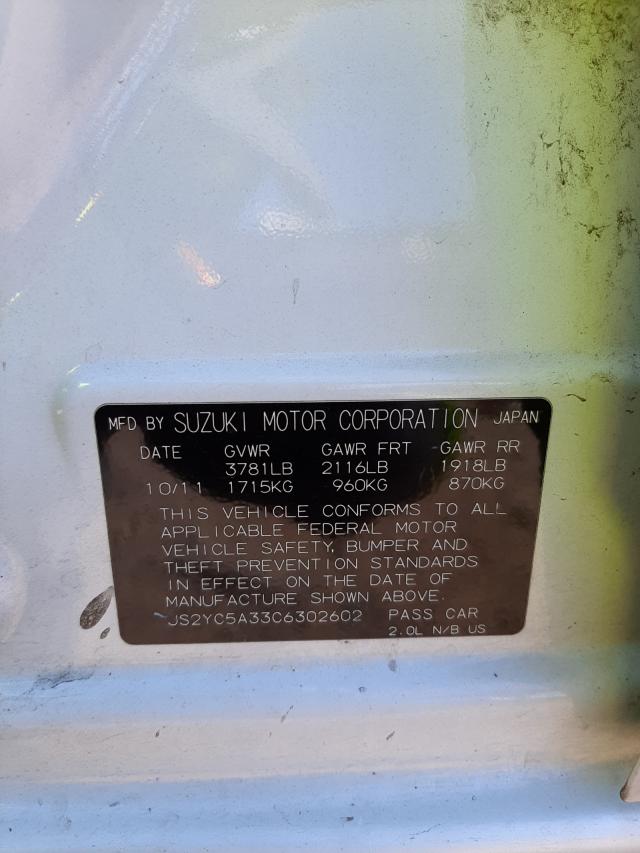 MFD BY SUZUKI MOTOR CORPORATION JAPAN
DATE GVWR GAWR FRT GAWR RR
3781LB 2116LB 1918LB
10/11 1715KG 960KG 870KG
THIS VEHICLE CONFORMS TO ALL
APPLICABLE FEDERAL MOTOR
VEHICLE SAFETY, BUMPER AND
THEFT PREVENTION STANDARDS
IN EFFECT ON THE DATE OF
MANUFACTURE SHOWN ABOVE.
JS2YC5A33C6302602 PASS CAR
2.0L N/B US